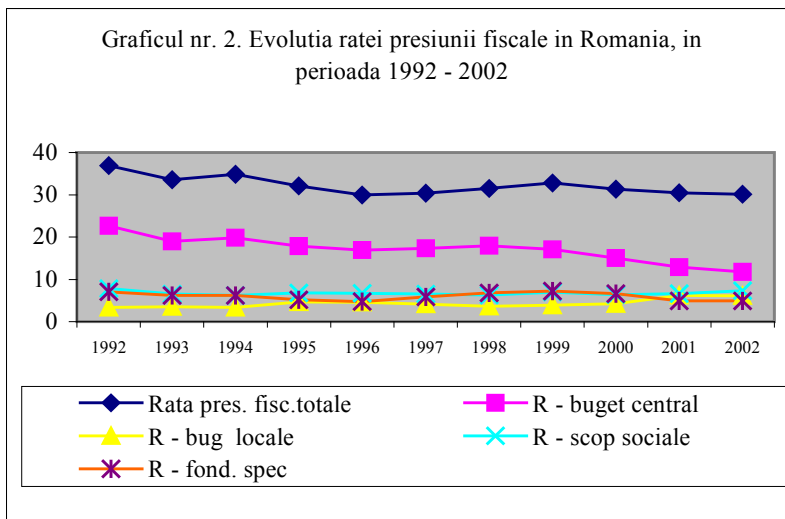 Graficul nr. 2. Evolutia ratei presiunii fiscale in Romania, in
perioada 1992 - 2002
40
30
20
10
0
1992 1993 1994 1995 1996 1997 1998 1999 2000 2001 2002
Rata pres. fisc.totale R - buget central
R - bug locale R - scop sociale
R - fond. spec